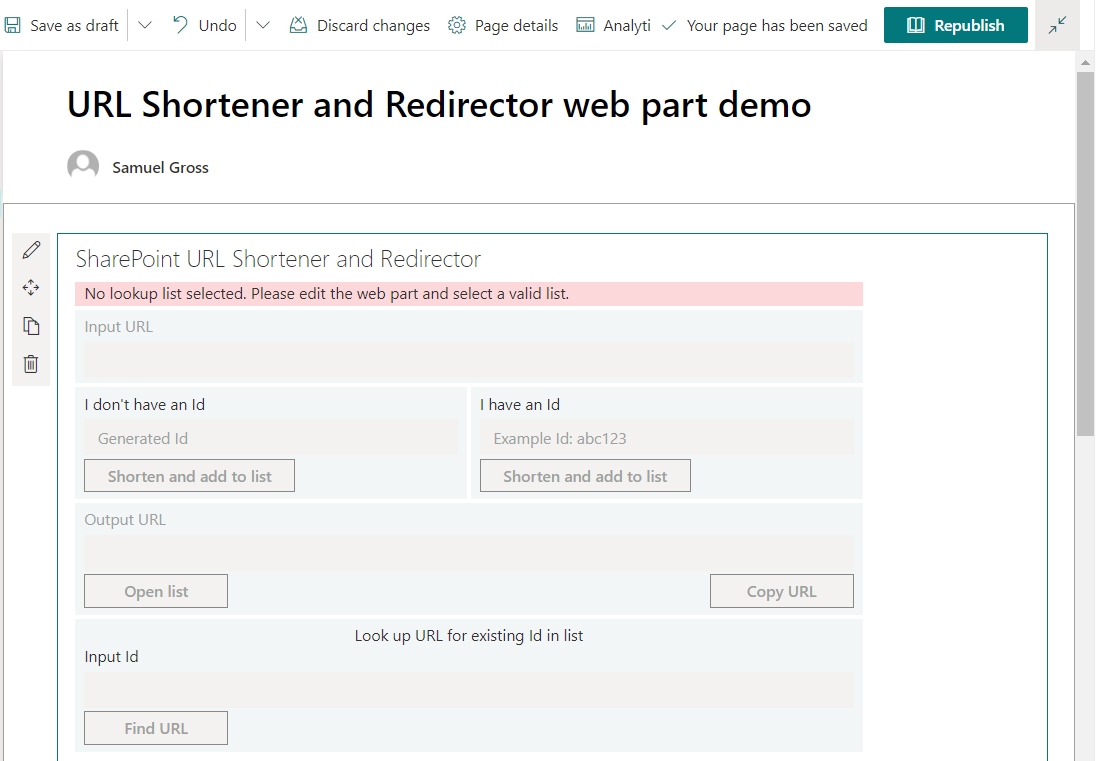 Save as draft Undo Discard changes Page details Analyti Your page has been saved Republish
URL Shortener and Redirector web part demo
Samuel Gross
SharePoint URL Shortener and Redirector
No lookup list selected. Please edit the web part and select a valid list.
Input URL
I don't have an Id I have an Id
Generated Id Example Id: abc123
Shorten and add to list Shorten and add to list
Output URL
Open list Copy URL
Look up URL for existing Id in list
Input Id
Find URL